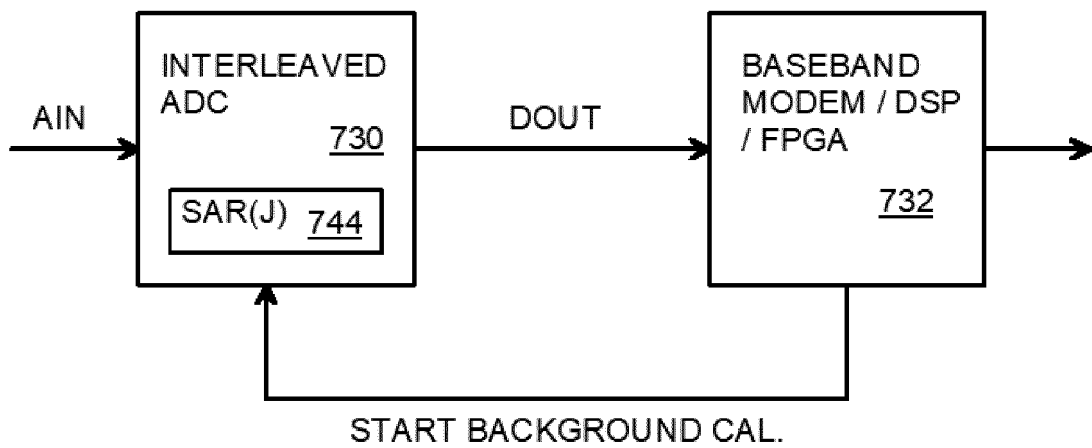 INTERLEAVED
ADC
730
SAR(J) 744
AIN
DOUT
BASEBAND
MODEM / DSP
/ FPGA
732
START BACKGROUND CAL.